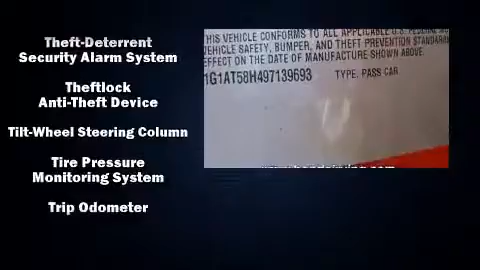 Theft-Deterrent
Security Alarm System
Theftlock
Anti-Theft Device
Tilt-Wheel Steering Column
Tire Pressure
Monitoring System
Trip Odometer
THIS VEHICLE CONFORMS TO ALL APPLICABLE U.S. FEDERAL
VEHICLE SAFETY, BUMPER, AND THEFT PREVENTION STANDARDS
EFFECT ON THE DATE OF MANUFACTURE SHOWN ABOVE.
1G1AT58H497139693 TYPE: PASS CAR